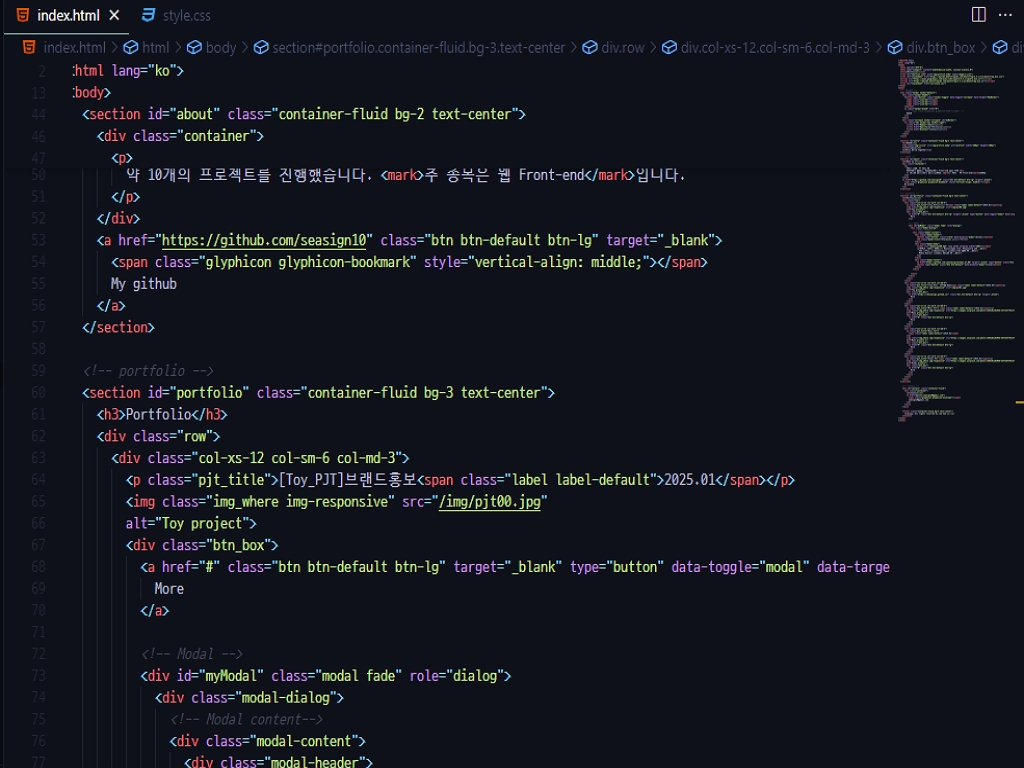 index.html
style.css
index.html > html > body > section#portfolio.container-fluid.bg-3.text-center > div.row > div.col-xs-12.col-sm-6.col-md-3 > div.btn_box > di
2 :html lang="ko">
13 :body>
44 <section id="about" class="container-fluid bg-2 text-center">
46 <div class="container">
47 <p>
50 약 10개의 프로젝트를 진행했습니다. <mark>주 종목은 웹 Front-end</mark>입니다.
51 </p>
52 </div>
53 <a href="https://github.com/seasign10" class="btn btn-default btn-lg" target="_blank">
54 <span class="glyphicon glyphicon-bookmark" style="vertical-align: middle;"></span>
55 My github
56 </a>
57 </section>
58
59 <!-- portfolio -->
60 <section id="portfolio" class="container-fluid bg-3 text-center">
61 <h3>Portfolio</h3>
62 <div class="row">
63 <div class="col-xs-12 col-sm-6 col-md-3">
64 <p class="pjt_title">[Toy_PJT]브랜드홍보<span class="label label-default">2025.01</span></p>
65 <img class="img_where img-responsive" src="/img/pjt00.jpg"
66 alt="Toy project">
67 <div class="btn_box">
68 <a href="#" class="btn btn-default btn-lg" target="_blank" type="button" data-toggle="modal" data-targe
69 More
70 </a>
71
72 <!-- Modal -->
73 <div id="myModal" class="modal fade" role="dialog">
74 <div class="modal-dialog">
75 <!-- Modal content-->
76 <div class="modal-content">
77 <div class="modal-header">